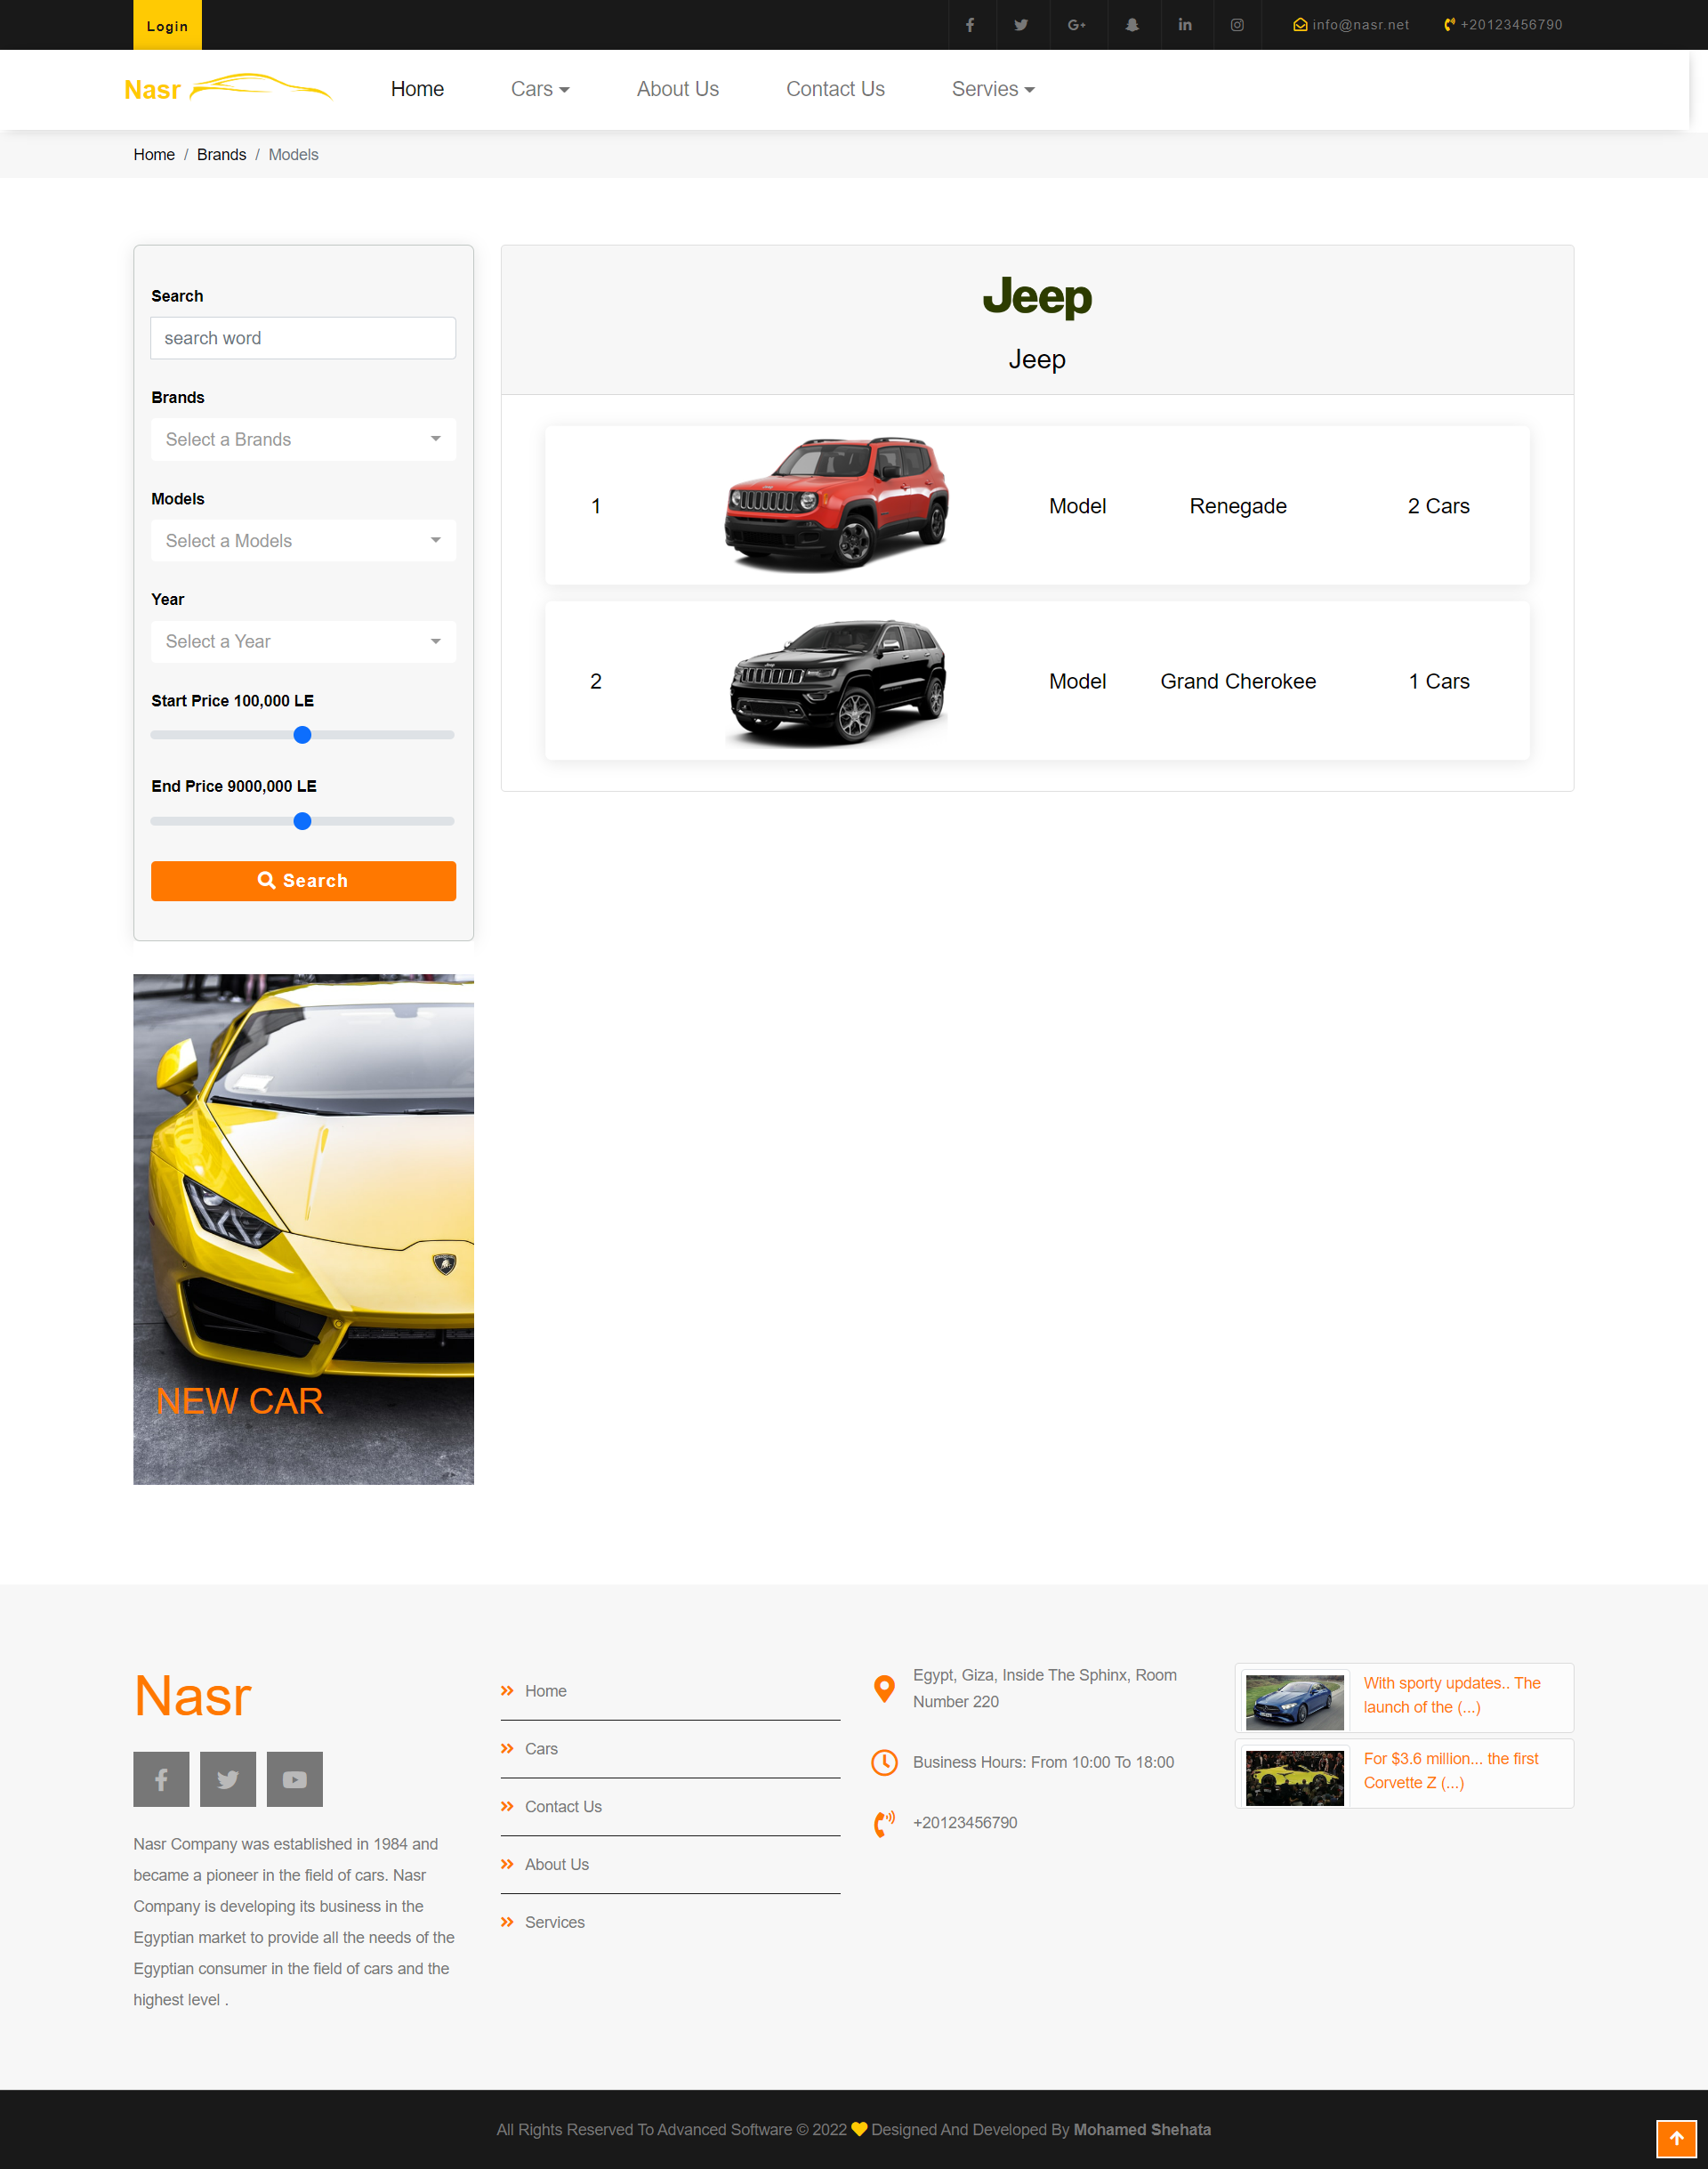 Login
info@nasr.net
+20123456790
Nasr
Home
Cars
About Us
Contact Us
Servies
Home / Brands / Models
Search
search word
Brands
Select a Brands
Models
Select a Models
Year
Select a Year
Start Price 100,000 LE
End Price 9000,000 LE
Search
Jeep
Jeep
1 Model Renegade 2 Cars
2 Model Grand Cherokee 1 Cars
NEW CAR
Nasr
Nasr Company was established in 1984 and
became a pioneer in the field of cars. Nasr
Company is developing its business in the
Egyptian market to provide all the needs of the
Egyptian consumer in the field of cars and the
highest level .
Home
Cars
Contact Us
About Us
Services
Egypt, Giza, Inside The Sphinx, Room
Number 220
Business Hours: From 10:00 To 18:00
+20123456790
With sporty updates.. The
launch of the (...)
For $3.6 million... the first
Corvette Z (...)
All Rights Reserved To Advanced Software © 2022 Designed And Developed By Mohamed Shehata